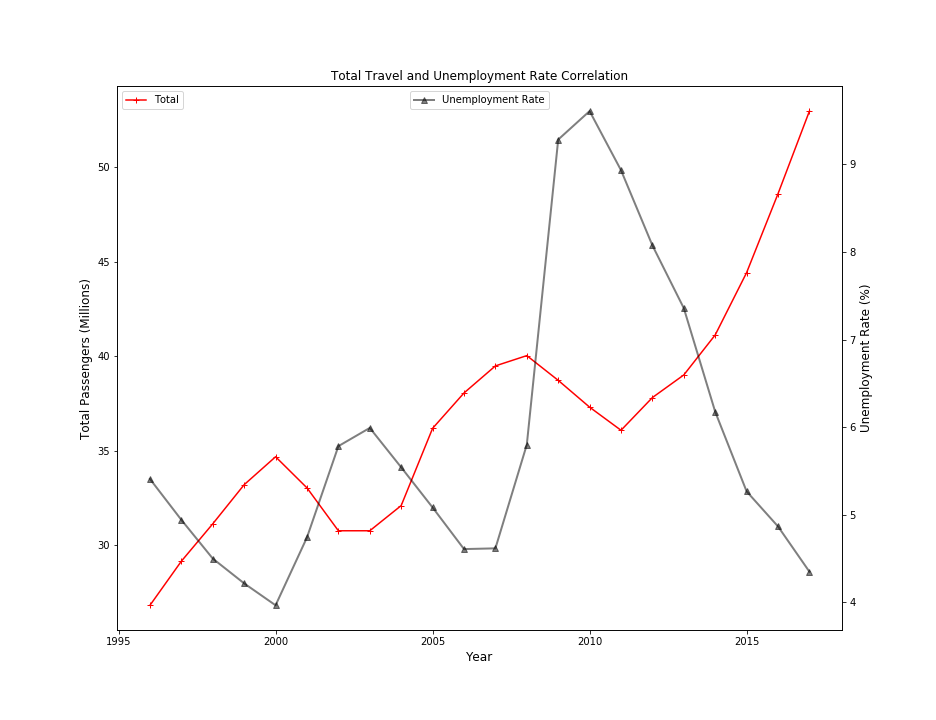 Total Travel and Unemployment Rate Correlation
Total
Unemployment Rate
50
45
40
35
30
Total Passengers (Millions)
9
8
7
6
5
4
Unemployment Rate (%)
1995 2000 2005 2010 2015
Year